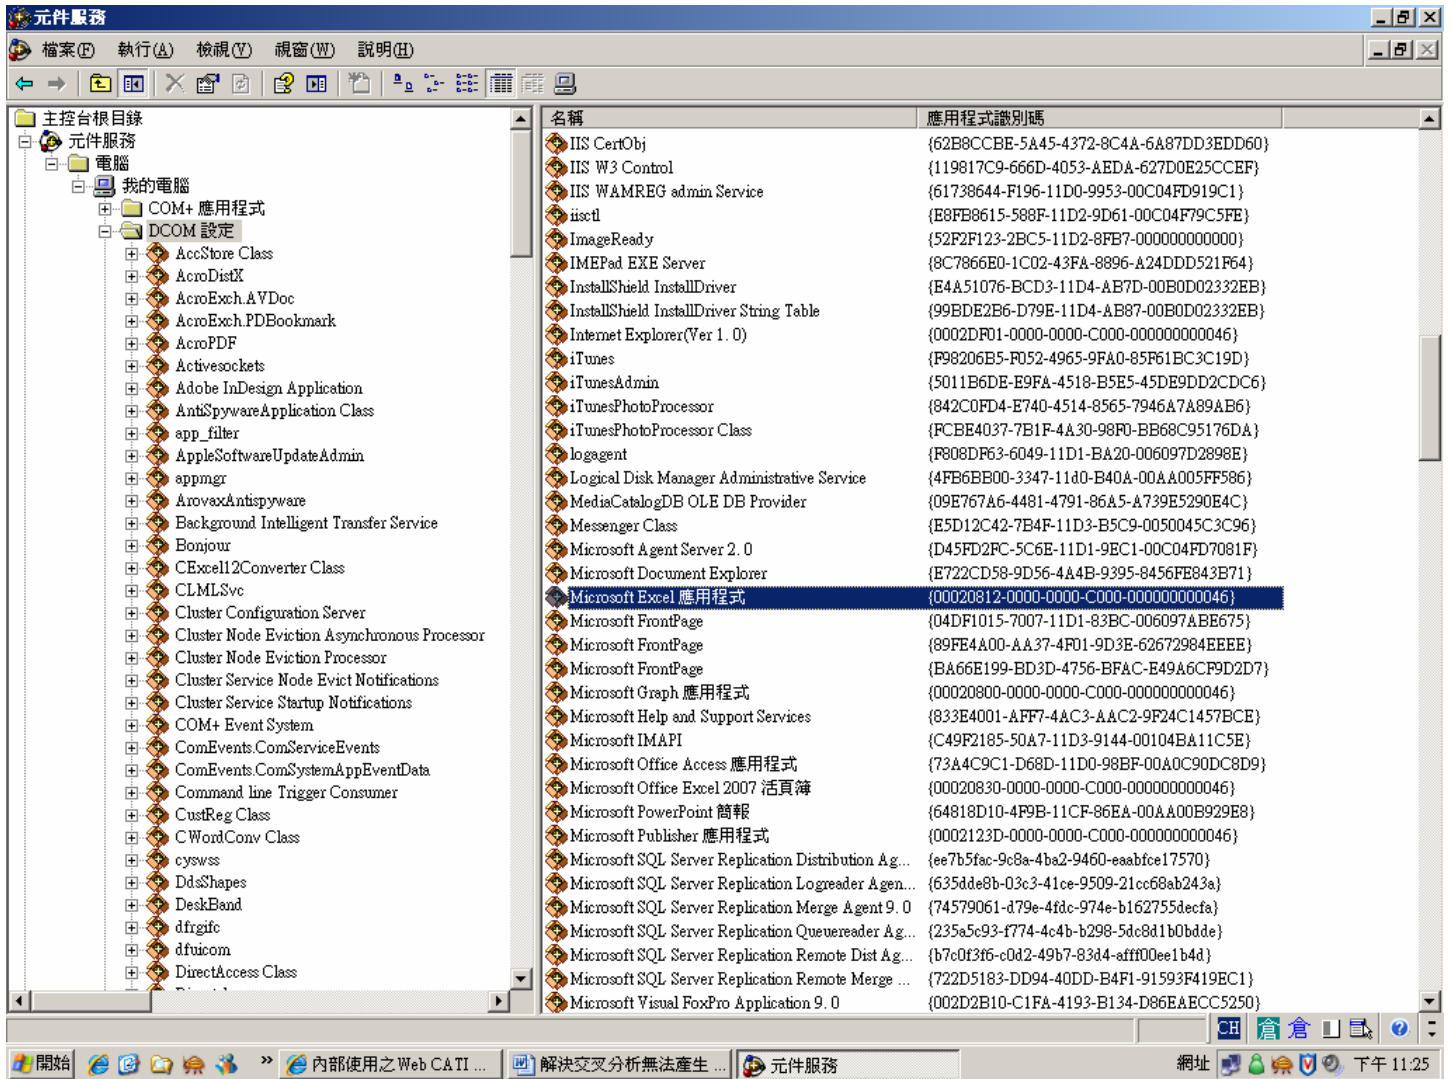 元件服務
檔案(F) 執行(A) 檢視(V) 視窗(W) 說明(H)
主控台根目錄
元件服務
電腦
我的電腦
COM+ 應用程式
DCOM 設定
AccStore Class
AcroDistX
AcroExch.AVDoc
AcroExch.PDBookmark
AcroPDF
Activesockets
Adobe InDesign Application
AntiSpywareApplication Class
app_filter
AppleSoftwareUpdateAdmin
appmgr
ArovaxAntispyware
Background Intelligent Transfer Service
Bonjour
CExcel12Converter Class
CLMLSvc
Cluster Configuration Server
Cluster Node Eviction Asynchronous Processor
Cluster Node Eviction Processor
Cluster Service Node Evict Notifications
Cluster Service Startup Notifications
COM+ Event System
ComEvents.ComServiceEvents
ComEvents.ComSystemAppEventData
Command line Trigger Consumer
CustReg Class
CWordConv Class
cyswss
DdsShapes
DeskBand
dfrgifc
dfuicom
DirectAccess Class
名稱 應用程式識別碼
IIS CertObj {62B8CCBE-5A45-4372-8C4A-6A87DD3EDD60}
IIS W3 Control {119817C9-666D-4053-AEDA-627D0E25CCEF}
IIS WAMREG admin Service {61738644-F196-11D0-9953-00C04FD919C1}
iisctl {E8FB8615-588F-11D2-9D61-00C04F79C5FE}
ImageReady {52F2F123-2BC5-11D2-8FB7-000000000000}
IMEPad EXE Server {8C7866E0-1C02-43FA-8896-A24DDD521F64}
InstallShield InstallDriver {E4A51076-BCD3-11D4-AB7D-00B0D02332EB}
InstallShield InstallDriver String Table {99BDE2B6-D79E-11D4-AB87-00B0D02332EB}
Internet Explorer(Ver 1.0) {0002DF01-0000-0000-C000-000000000046}
iTunes {F98206B5-F052-4965-9FA0-85F61BC3C19D}
iTunesAdmin {5011B6DE-E9FA-4518-B5E5-45DE9DD2CDC6}
iTunesPhotoProcessor {842C0FD4-E740-4514-8565-7946A7A89AB6}
iTunesPhotoProcessor Class {FCBE4037-7B1F-4A30-98F0-BB68C95176DA}
logagent {F808DF63-6049-11D1-BA20-006097D2898E}
Logical Disk Manager Administrative Service {4FB6BB00-3347-11d0-B40A-00AA005FF586}
MediaCatalogDB OLE DB Provider {09E767A6-4481-4791-86A5-A739E5290E4C}
Messenger Class {E5D12C42-7B4F-11D3-B5C9-0050045C3C96}
Microsoft Agent Server 2.0 {D45FD2FC-5C6E-11D1-9EC1-00C04FD7081F}
Microsoft Document Explorer {E722CD58-9D56-4A4B-9395-8456FE843B71}
Microsoft Excel 應用程式 {00020812-0000-0000-C000-000000000046}
Microsoft FrontPage {04DF1015-7007-11D1-83BC-006097ABE675}
Microsoft FrontPage {89FE4A00-AA37-4F01-9D3E-62672984EEEE}
Microsoft FrontPage {BA66E199-BD3D-4756-BFAC-E49A6CF9D2D7}
Microsoft Graph 應用程式 {00020800-0000-0000-C000-000000000046}
Microsoft Help and Support Services {833E4001-AFF7-4AC3-AAC2-9F24C1457BCE}
Microsoft IMAPI {C49F2185-50A7-11D3-9144-00104BA11C5E}
Microsoft Office Access 應用程式 {73A4C9C1-D68D-11D0-98BF-00A0C90DC8D9}
Microsoft Office Excel 2007 活頁簿 {00020830-0000-0000-C000-000000000046}
Microsoft PowerPoint 簡報 {64818D10-4F9B-11CF-86EA-00AA00B929E8}
Microsoft Publisher 應用程式 {0002123D-0000-0000-C000-000000000046}
Microsoft SQL Server Replication Distribution Ag... {ee7b5fac-9c8a-4ba2-9460-eaabfce17570}
Microsoft SQL Server Replication Logreader Agen... {635dde8b-03c3-41ce-9509-21cc68ab243a}
Microsoft SQL Server Replication Merge Agent 9.0 {74579061-d79e-4fdc-974e-b162755decfa}
Microsoft SQL Server Replication Queuereader Ag... {235a5c93-f774-4c4b-b298-5dc8d1b0bdde}
Microsoft SQL Server Replication Remote Dist Ag... {b7c0f3f6-c0d2-49b7-83d4-afff00ee1b4d}
Microsoft SQL Server Replication Remote Merge ... {722D5183-DD94-40DD-B4F1-91593F419EC1}
Microsoft Visual FoxPro Application 9.0 {002D2B10-C1FA-4193-B134-D86EAECC5250}
CH 倉 倉
開始 » 內部使用之Web CATI ... 解決交叉分析無法產生 ... 元件服務 網址 下午 11:25